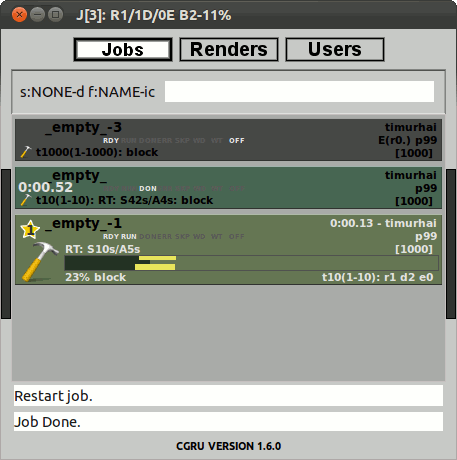 J[3]: R1/1D/0E B2-11%
Jobs Renders Users
s:NONE-d f:NAME-ic
_empty_-3 timurhai
RDY RUN DON ERR SKP WD WT OFF E(r0.) p99
t1000(1-1000): block [1000]
_empty_ timurhai
0:00.52 DON p99
t10(1-10): RT: S42s/A4s: block [1000]
1 _empty_-1 0:00.13 - timurhai
RDY RUN DON ERR SKP WD WT OFF p99
RT: S10s/A5s [1000]
23% block t10(1-10): r1 d2 e0
Restart job.
Job Done.
CGRU VERSION 1.6.0